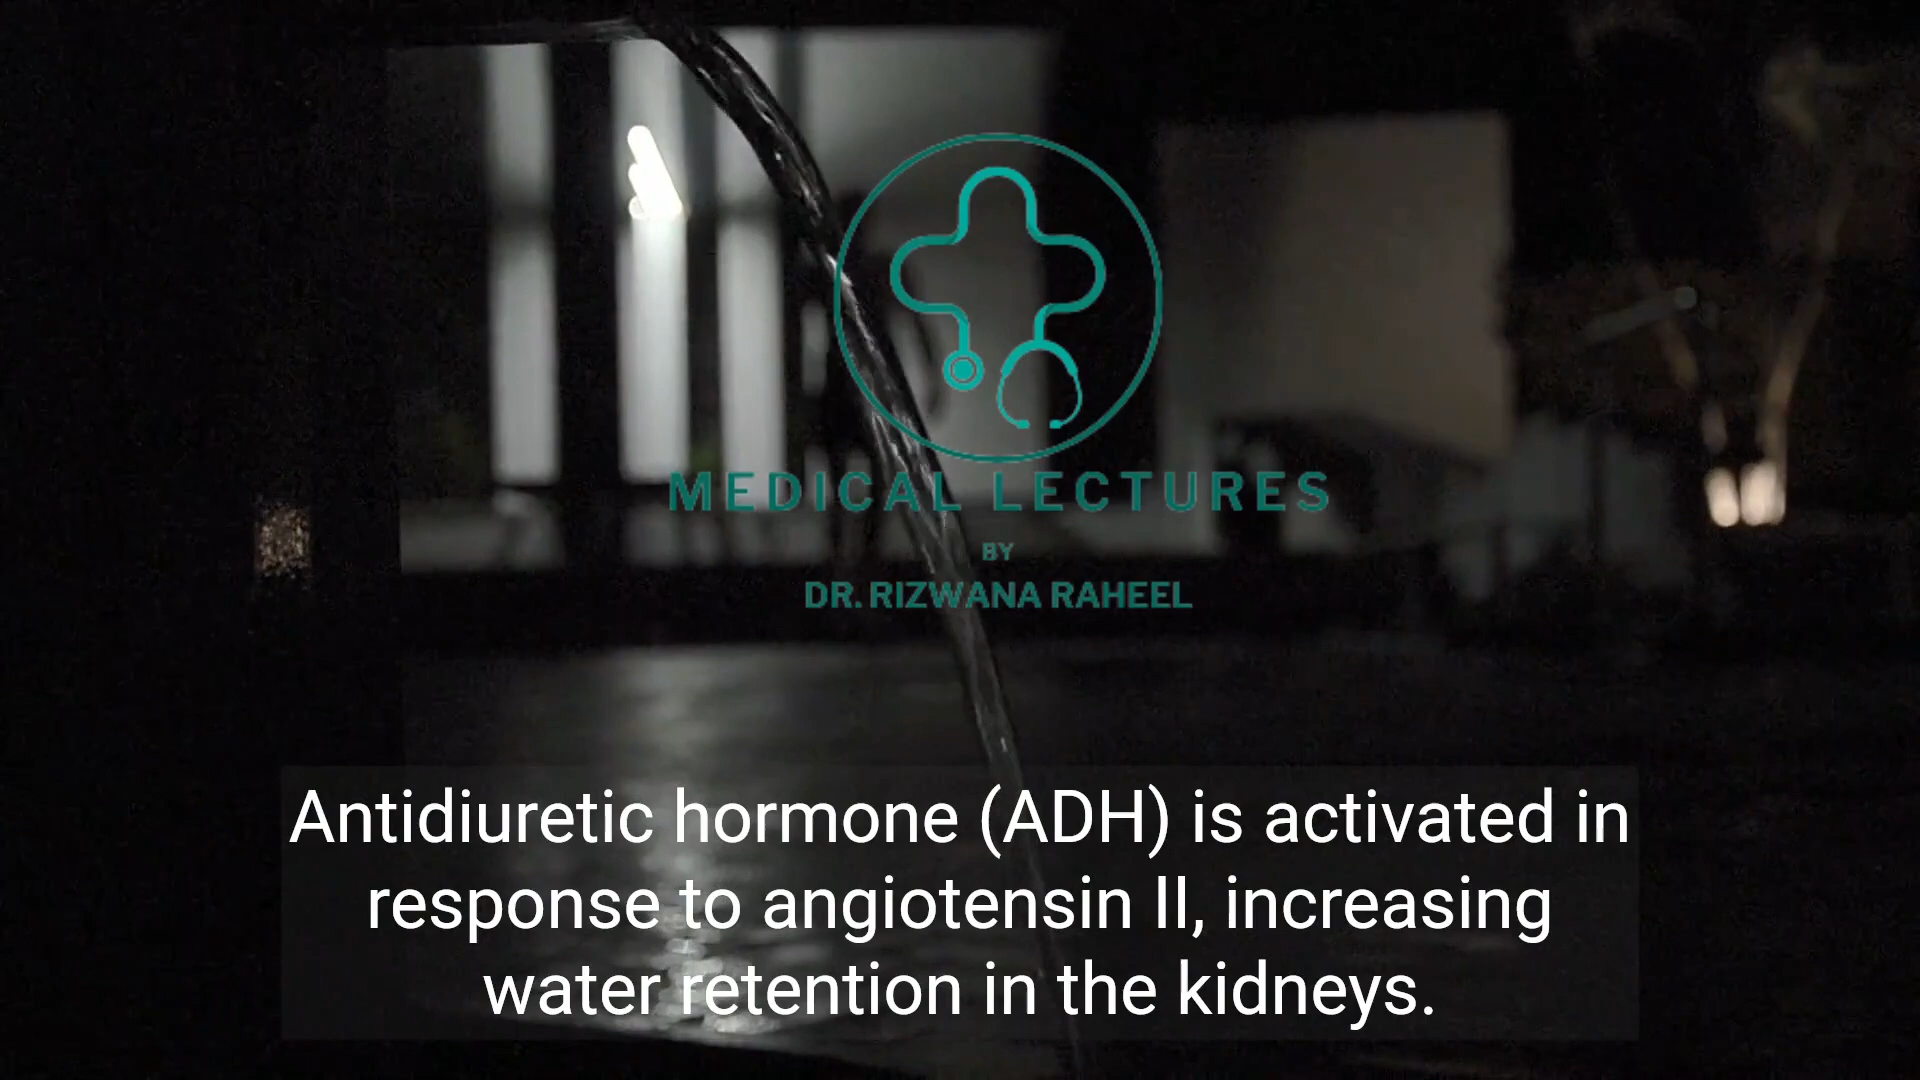 MEDICAL LECTURES
BY
DR. RIZWANA RAHEEL
Antidiuretic hormone (ADH) is activated in
response to angiotensin II, increasing
water retention in the kidneys.